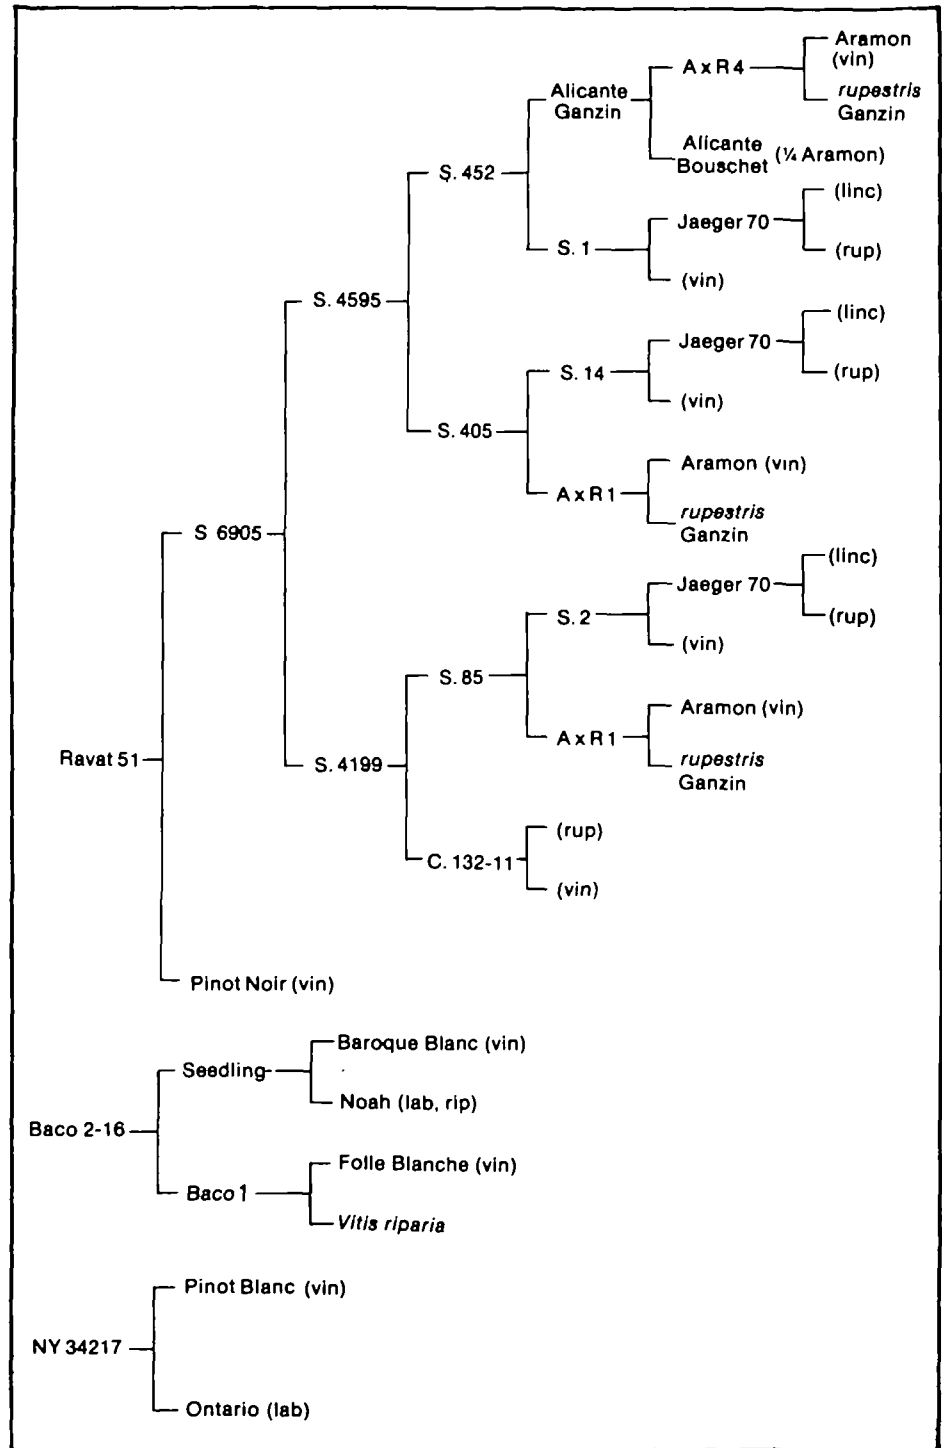 Aramon
(vin)
A x R 4
rupestris
Ganzin
Alicante
Ganzin
Alicante
Bouschet (¼ Aramon)
S. 452
(linc)
Jaeger 70
S. 1
(rup)
(vin)
S. 4595
(linc)
Jaeger 70
S. 14
(rup)
(vin)
S. 405
Aramon (vin)
A x R 1
rupestris
Ganzin
S 6905
(linc)
Jaeger 70
S. 2
(rup)
(vin)
S. 85
Aramon (vin)
A x R 1
rupestris
Ganzin
Ravat 51
S. 4199
(rup)
C. 132-11
(vin)
Pinot Noir (vin)
Baroque Blanc (vin)
Seedling
Noah (lab, rip)
Baco 2-16
Folle Blanche (vin)
Baco 1
Vitis riparia
Pinot Blanc (vin)
NY 34217
Ontario (lab)